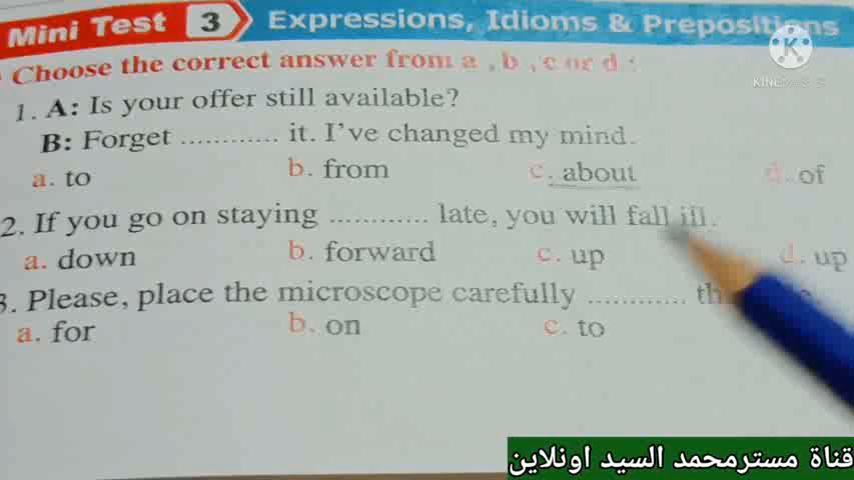 Mini Test 3 Expressions, Idioms & Prepositions
Choose the correct answer from a , b , c or d :
1. A: Is your offer still available?
B: Forget ............. it. I've changed my mind.
a. to b. from c. about d. of
2. If you go on staying ............. late, you will fall ill.
a. down b. forward c. up d. up
3. Please, place the microscope carefully .............
a. for b. on c. to
قناة مسترمحمد السيد اونلاين